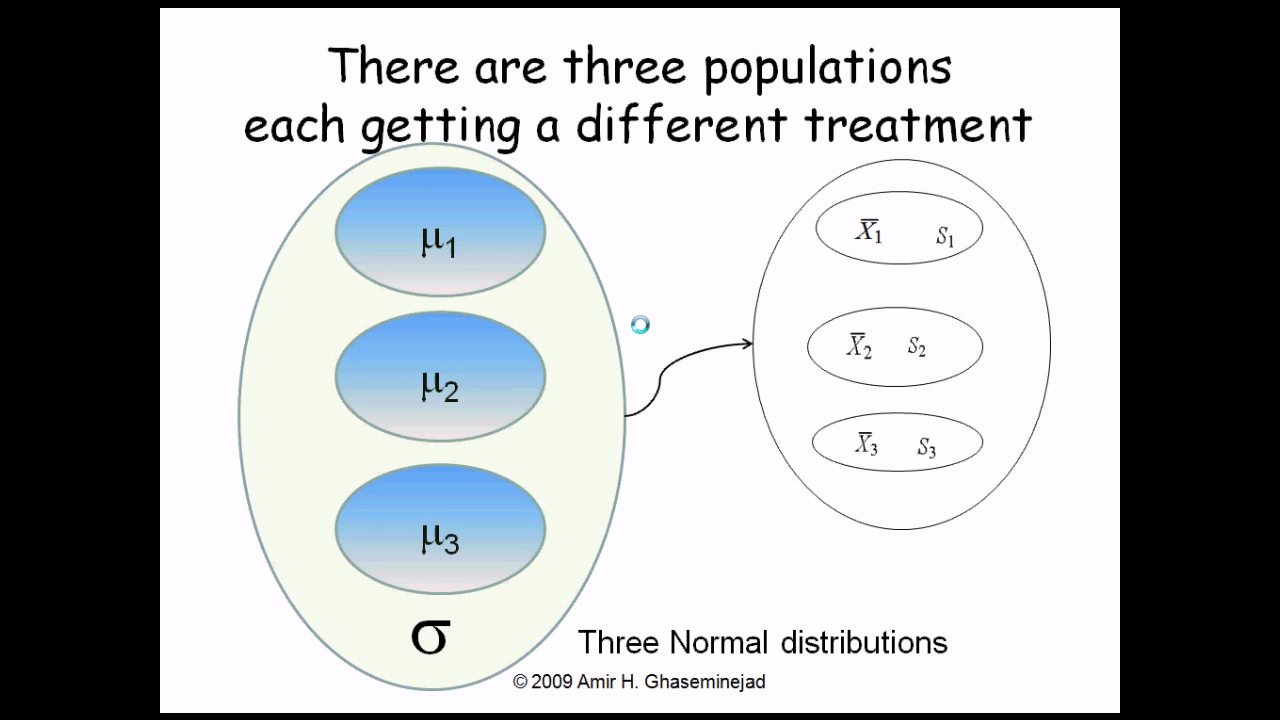 There are three populations
each getting a different treatment
μ1
μ2
μ3
σ
X̅1 S1
X̅2 S2
X̅3 S3
Three Normal distributions
© 2009 Amir H. Ghaseminejad